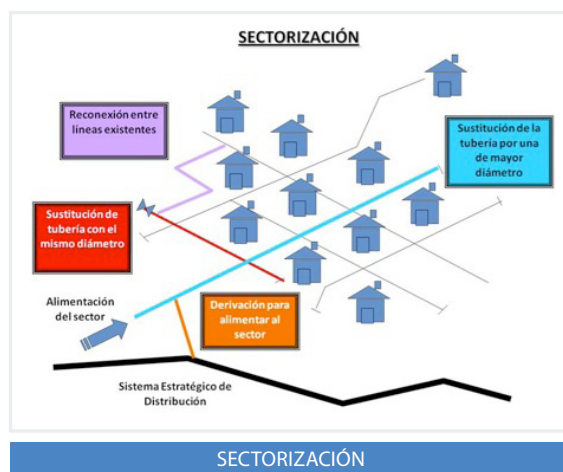 SECTORIZACIÓN
Reconexión entre
líneas existentes
Sustitución de la
tubería por una
de mayor
diámetro
Sustitución de
tubería con el
mismo diámetro
Alimentación
del sector
Derivación para
alimentar al
sector
Sistema Estratégico de
Distribución
SECTORIZACIÓN